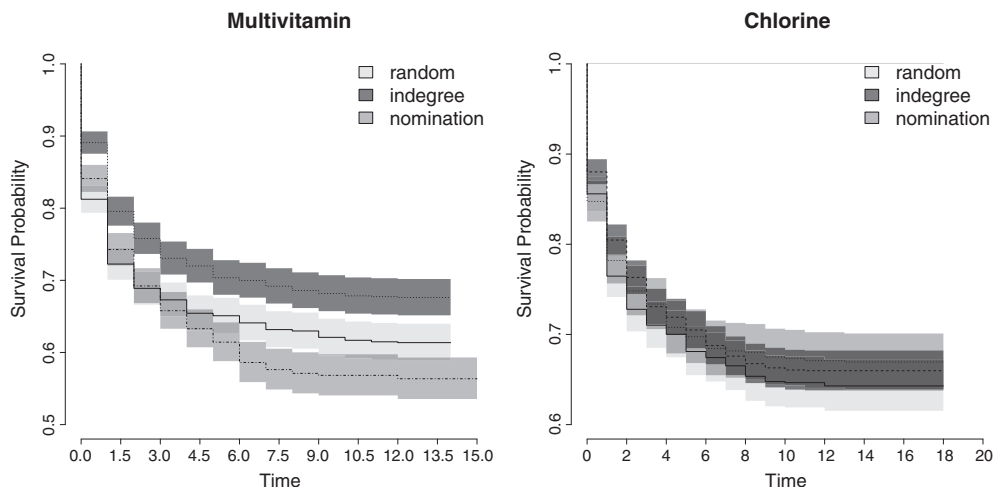 Multivitamin
Survival Probability
1.0
0.9
0.8
0.7
0.6
0.5
random
indegree
nomination
0.0 1.5 3.0 4.5 6.0 7.5 9.0 10.5 12.0 13.5 15.0
Time
Chlorine
Survival Probability
1.0
0.9
0.8
0.7
0.6
random
indegree
nomination
0 2 4 6 8 10 12 14 16 18 20
Time